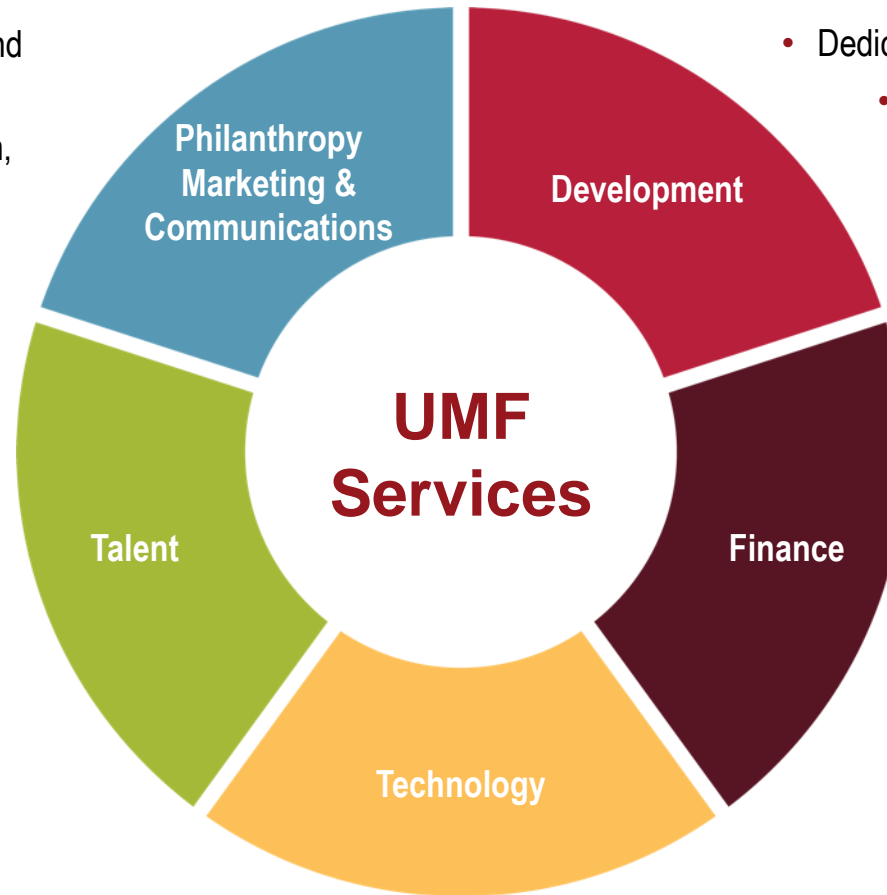 Philanthropy
Marketing &
Communications
Development
UMF
Services
Talent
Finance
Technology